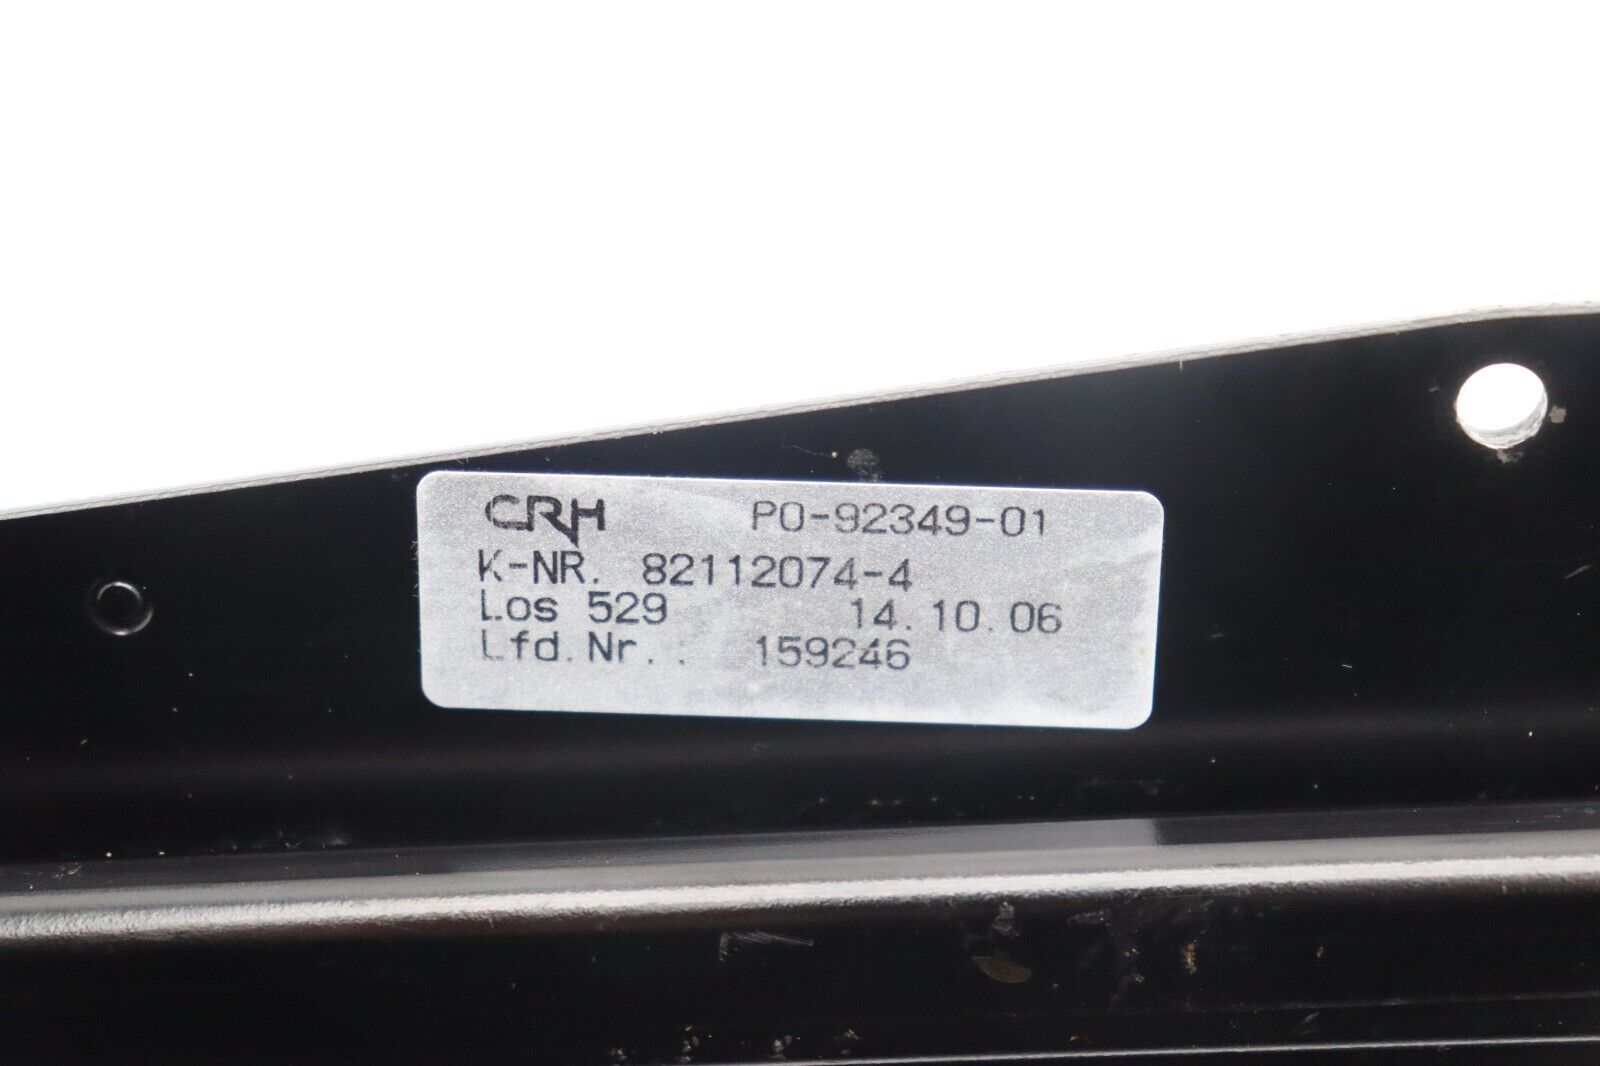 CRH P0-92349-01
K-NR. 82112074-4
Los 529 14.10.06
Lfd.Nr.: 159246